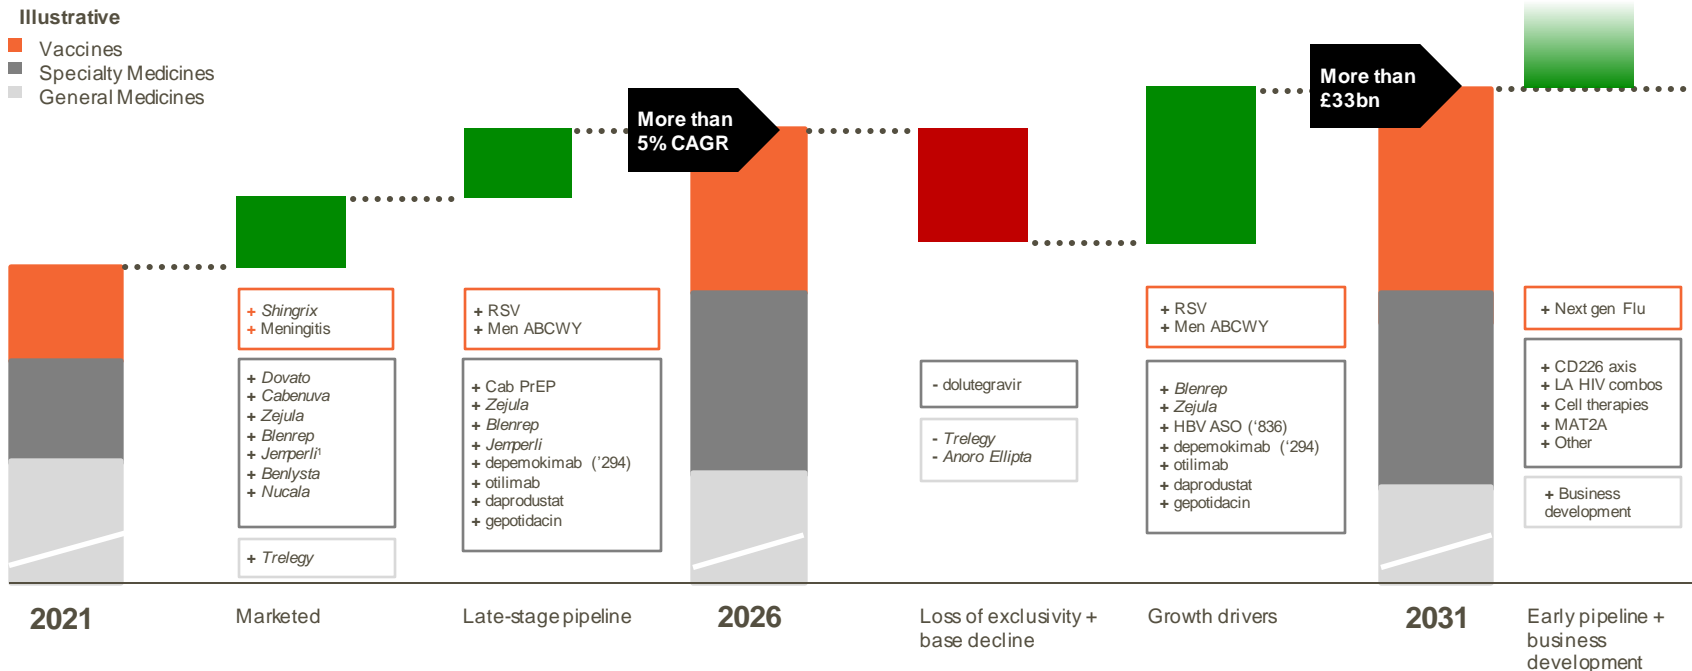 Illustrative
Vaccines
Specialty Medicines
General Medicines
More than
5% CAGR
More than
£33bn
+ Shingrix
+ Meningitis
+ Dovato
+ Cabenuva
+ Zejula
+ Blenrep
+ Jemperli¹
+ Benlysta
+ Nucala
+ Trelegy
+ RSV
+ Men ABCWY
+ Cab PrEP
+ Zejula
+ Blenrep
+ Jemperli
+ depemokimab (’294)
+ otilimab
+ daprodustat
+ gepotidacin
- dolutegravir
- Trelegy
- Anoro Ellipta
+ RSV
+ Men ABCWY
+ Blenrep
+ Zejula
+ HBV ASO (‘836)
+ depemokimab (‘294)
+ otilimab
+ daprodustat
+ gepotidacin
+ Next gen Flu
+ CD226 axis
+ LA HIV combos
+ Cell therapies
+ MAT2A
+ Other
+ Business
development
2021
Marketed
Late-stage pipeline
2026
Loss of exclusivity +
base decline
Growth drivers
2031
Early pipeline +
business
development